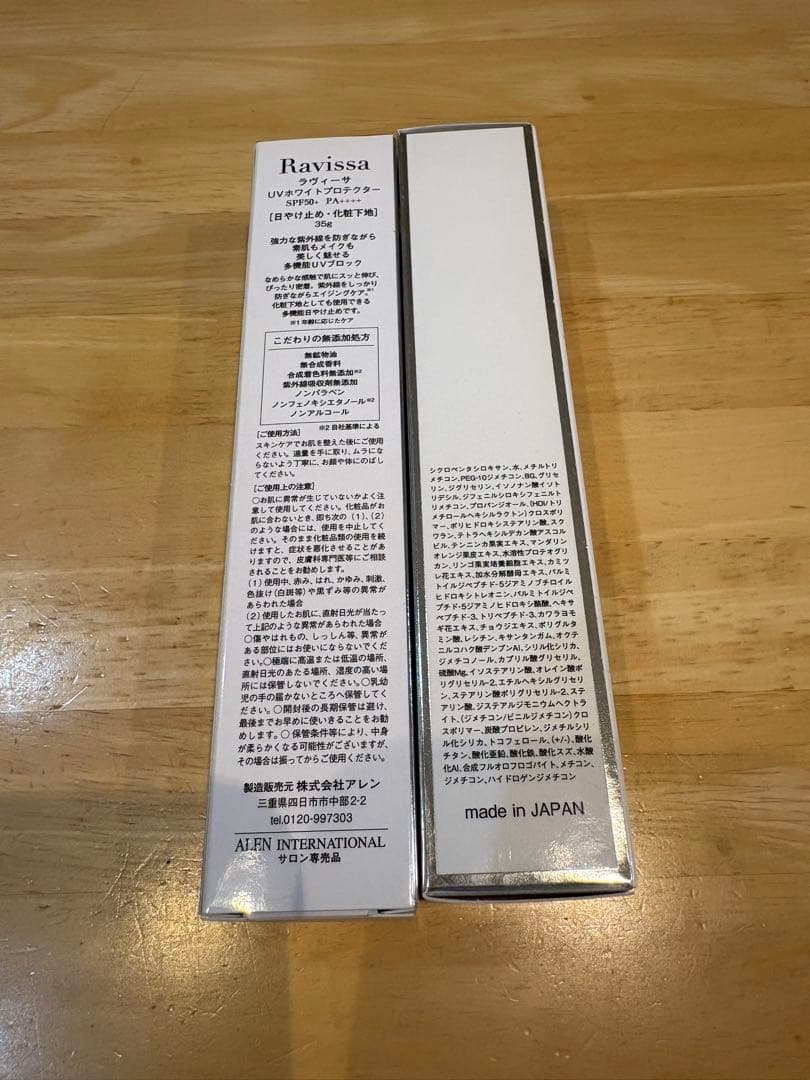 Ravissa
ラヴィーサ
UVホワイトプロテクター
SPF50+ PA++++
[日やけ止め・化粧下地]
35g
強力な紫外線を防ぎながら
素肌もメイクも
美しく魅せる
多機能UVブロック
なめらかな感触で肌にスッと伸び、
ぴったり密着。紫外線をしっかり
防ぎながらエイジングケア。※1
化粧下地としても使用できる
多機能日やけ止めです。
※1 年齢に応じたケア
こだわりの無添加処方
無鉱物油
無合成香料
合成着色料無添加※2
紫外線吸収剤無添加
ノンパラベン
ノンフェノキシエタノール※2
ノンアルコール
※2 自社基準による
[ご使用方法]
スキンケアでお肌を整えた後にご使用
ください。適量を手に取り、ムラにな
らないよう丁寧に、お顔や体にのばし
てください。
[ご使用上の注意]
○お肌に異常が生じていないかよく注
意して使用してください。化粧品がお
肌に合わないとき、即ち次の(1)、(2)
のような場合には、使用を中止してく
ださい。そのまま化粧品類の使用を続
けますと、症状を悪化させることがあ
りますので、皮膚科専門医等にご相談
されることをお勧めします。
(1)使用中、赤み、はれ、かゆみ、刺激、
色抜け(白斑等)や黒ずみ等の異常が
あらわれた場合
(2)使用したお肌に、直射日光が当たっ
て上記のような異常があらわれた場合
○傷やはれもの、しっしん等、異常が
ある部位にはお使いにならないでくだ
さい。○極端に高温または低温の場所、
直射日光のあたる場所、湿度の高い場
所には保管しないでください。○乳幼
児の手の届かないところへ保管してく
ださい。○開封後の長期保管は避け、
最後までお早めに使いきることをお勧
めします。○保管条件等により、中身
が柔らかくなる可能性がございますが、
その場合は振ってからご使用ください。
製造販売元 株式会社アレン
三重県四日市市中部2-2
tel.0120-997303
ALEN INTERNATIONAL
サロン専売品
シクロペンタシロキサン、水、メチルトリ
メチコン、PEG-10ジメチコン、BG、グリセ
リン、ジグリセリン、イソノナン酸イソト
リデシル、ジフェニルシロキシフェニルト
リメチコン、プロパンジオール、(HDI/トリ
メチロールヘキシルラクトン)クロスポリ
マー、ポリヒドロキシステアリン酸、スク
ワラン、テトラヘキシルデカン酸アスコル
ビル、テンニンカ果実エキス、マンダリン
オレンジ果皮エキス、水溶性プロテオグリ
カン、リンゴ果実培養細胞エキス、カミツ
レ花エキス、加水分解酵母エキス、パルミ
トイルジペプチド-5ジアミノブチロイル
ヒドロキシトレオニン、パルミトイルジペ
プチド-5ジアミノヒドロキシ酪酸、ヘキサ
ペプチド-3、トリペプチド-3、カワラヨモ
ギ花エキス、チョウジエキス、ポリグルタ
ミン酸、レシチン、キサンタンガム、オクテ
ニルコハク酸デンプンAl、シリル化シリカ、
ジメチコノール、カプリル酸グリセリル、
硫酸Mg、イソステアリン酸、オレイン酸ポ
リグリセリル-2、エチルヘキシルグリセリ
ン、ステアリン酸ポリグリセリル-2、ステ
アリン酸、ジステアルジモニウムヘクトラ
イト、(ジメチコン/ビニルジメチコン)クロ
スポリマー、炭酸プロピレン、ジメチルシリ
ル化シリカ、トコフェロール、(+/-)、酸化
チタン、酸化亜鉛、酸化鉄、酸化スズ、水酸
化Al、合成フルオロフロゴパイト、メチコン、
ジメチコン、ハイドロゲンジメチコン
made in JAPAN